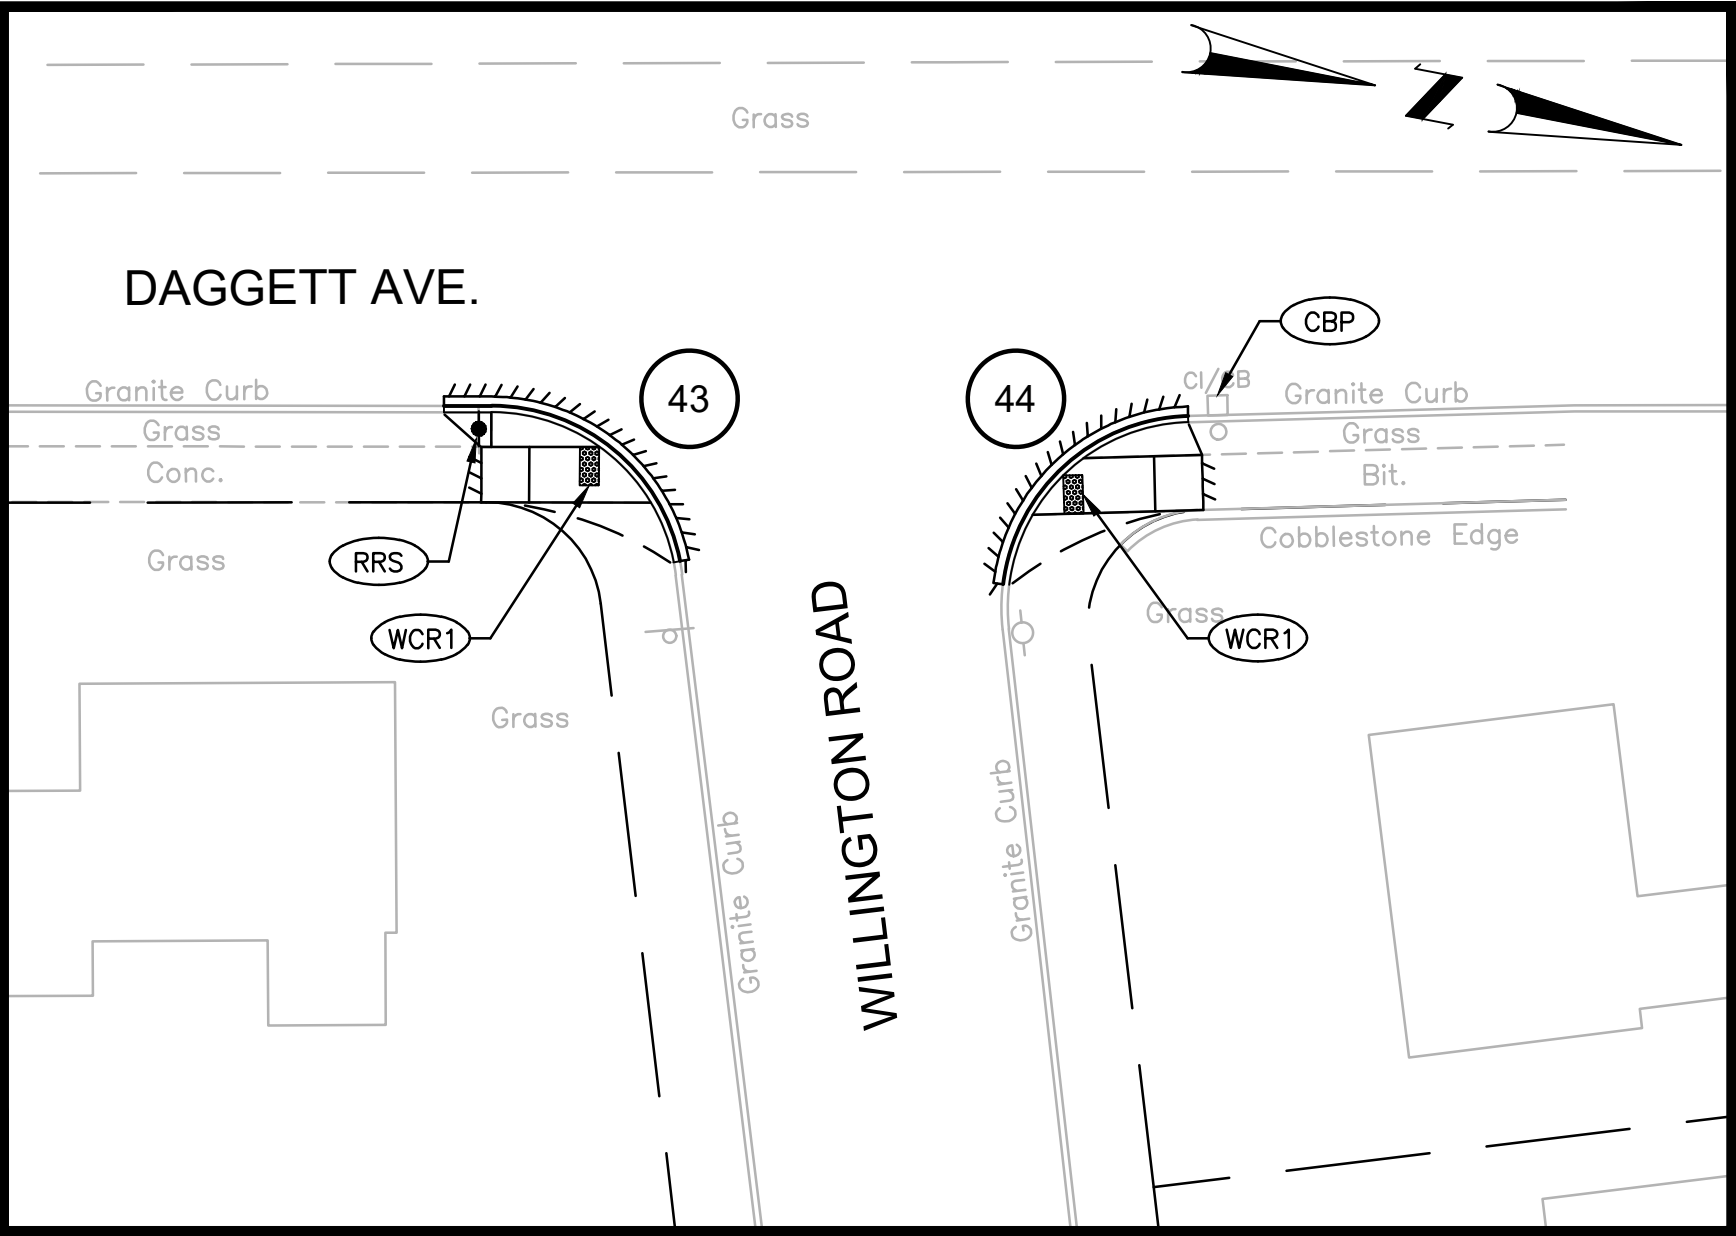 Grass
N
DAGGETT AVE.
CBP
43
44
CI/CB
Granite Curb
Granite Curb
Grass
Grass
Conc.
Bit.
Grass
Cobblestone Edge
RRS
WCR1
Grass
WCR1
Grass
WILLINGTON ROAD
Granite Curb
Granite Curb